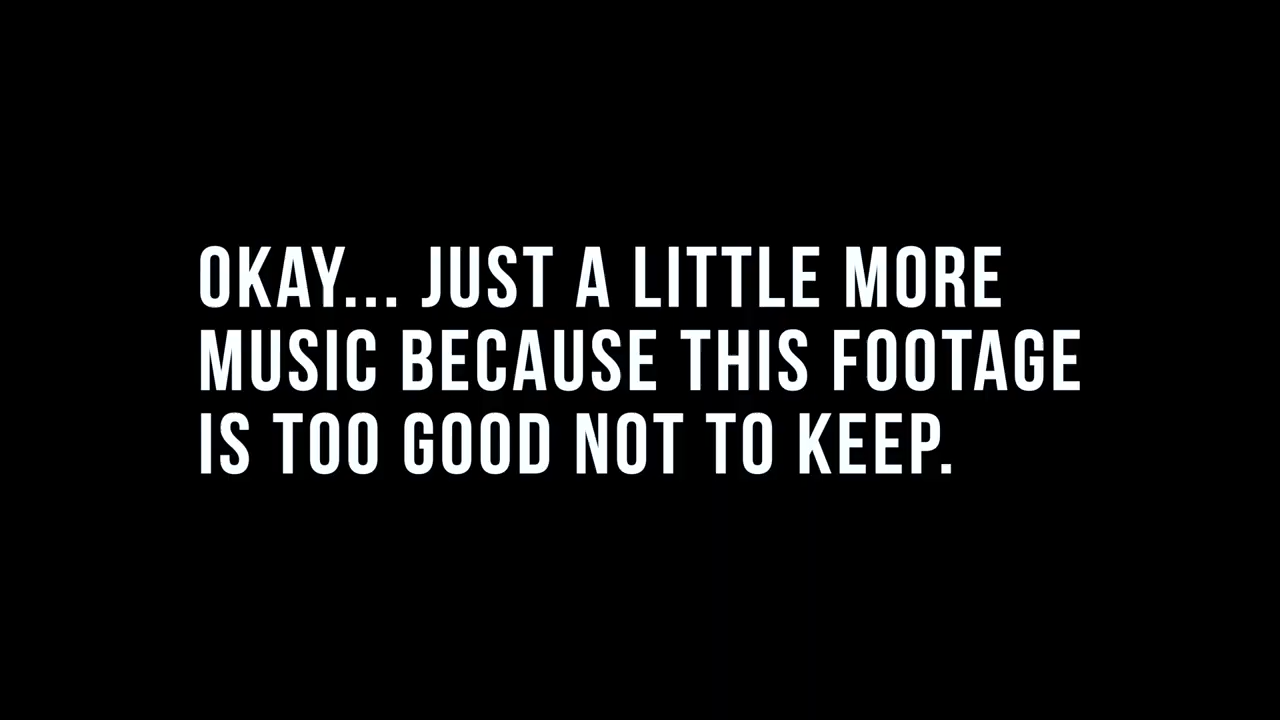 OKAY... JUST A LITTLE MORE
MUSIC BECAUSE THIS FOOTAGE
IS TOO GOOD NOT TO KEEP.